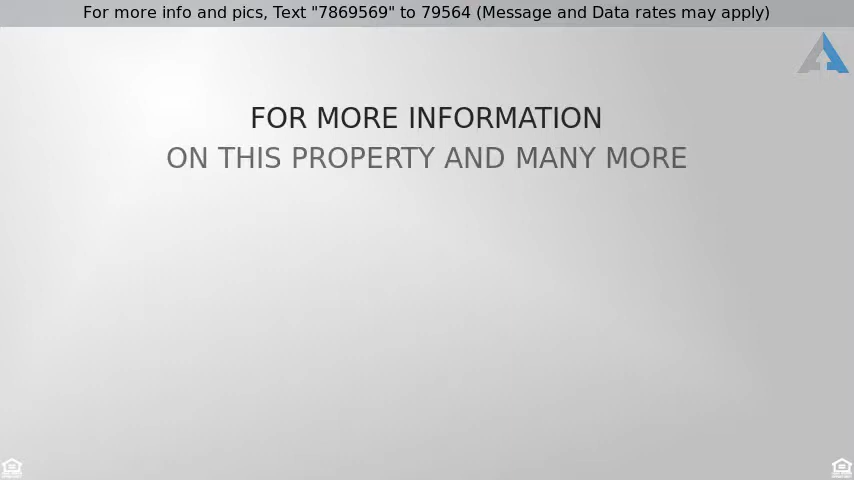 For more info and pics, Text "7869569" to 79564 (Message and Data rates may apply)
FOR MORE INFORMATION
ON THIS PROPERTY AND MANY MORE